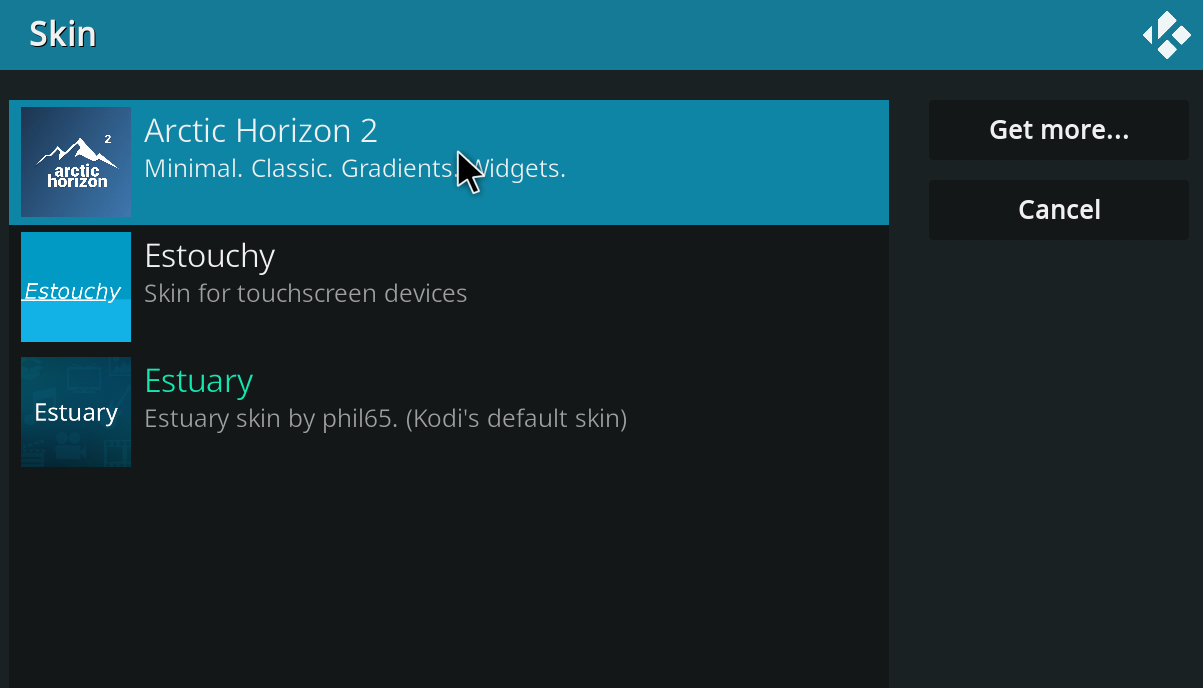 Skin
Arctic Horizon 2
Minimal. Classic. Gradients. Widgets.
2
arctic
horizon
Get more...
Cancel
Estouchy
Skin for touchscreen devices
Estouchy
Estuary
Estuary skin by phil65. (Kodi's default skin)
Estuary